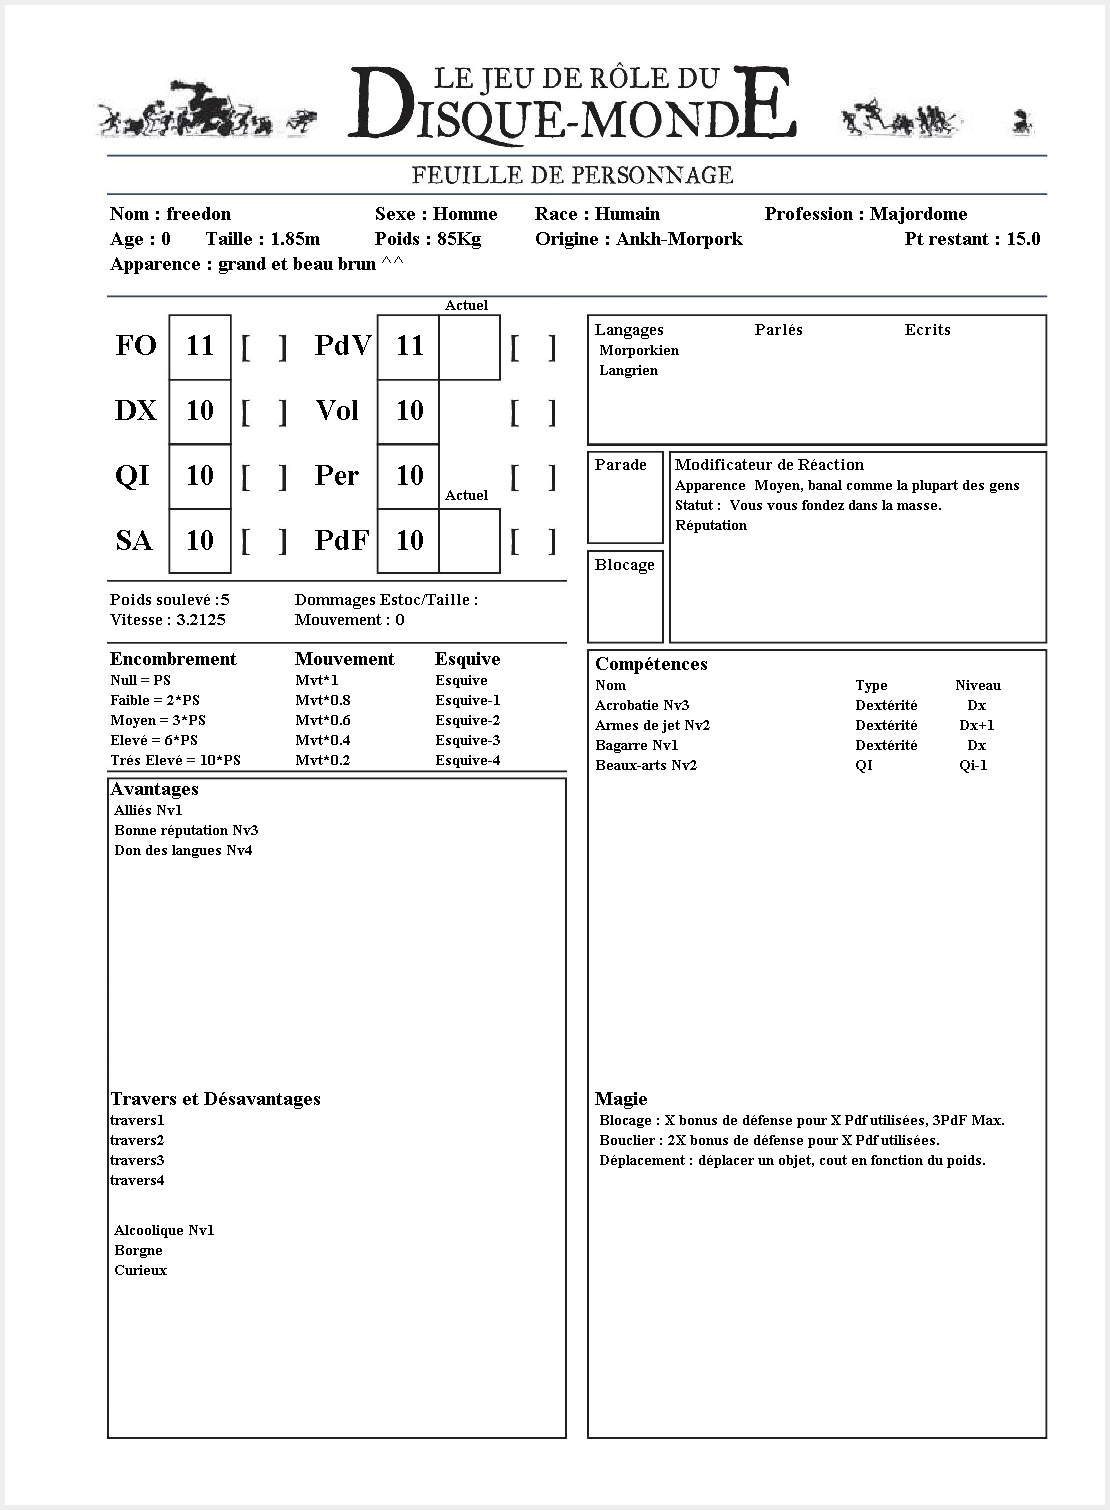 LE JEU DE RÔLE DU
DISQUE-MONDE
FEUILLE DE PERSONNAGE
Nom : freedon Sexe : Homme Race : Humain Profession : Majordome
Age : 0 Taille : 1.85m Poids : 85Kg Origine : Ankh-Morpork Pt restant : 15.0
Apparence : grand et beau brun ^^
Actuel
FO 11 [ ] PdV 11 [ ]
DX 10 [ ] Vol 10 [ ]
QI 10 [ ] Per 10 [ ]
Actuel
SA 10 [ ] PdF 10 [ ]
Langages Parlés Ecrits
Morporkien
Langrien
Parade
Blocage
Modificateur de Réaction
Apparence Moyen, banal comme la plupart des gens
Statut : Vous vous fondez dans la masse.
Réputation
Poids soulevé :5 Dommages Estoc/Taille :
Vitesse : 3.2125 Mouvement : 0
Encombrement Mouvement Esquive
Null = PS Mvt*1 Esquive
Faible = 2*PS Mvt*0.8 Esquive-1
Moyen = 3*PS Mvt*0.6 Esquive-2
Elevé = 6*PS Mvt*0.4 Esquive-3
Trés Elevé = 10*PS Mvt*0.2 Esquive-4
Compétences
Nom Type Niveau
Acrobatie Nv3 Dextérité Dx
Armes de jet Nv2 Dextérité Dx+1
Bagarre Nv1 Dextérité Dx
Beaux-arts Nv2 QI Qi-1
Avantages
Alliés Nv1
Bonne réputation Nv3
Don des langues Nv4
Travers et Désavantages
travers1
travers2
travers3
travers4
Alcoolique Nv1
Borgne
Curieux
Magie
Blocage : X bonus de défense pour X Pdf utilisées, 3PdF Max.
Bouclier : 2X bonus de défense pour X Pdf utilisées.
Déplacement : déplacer un objet, cout en fonction du poids.